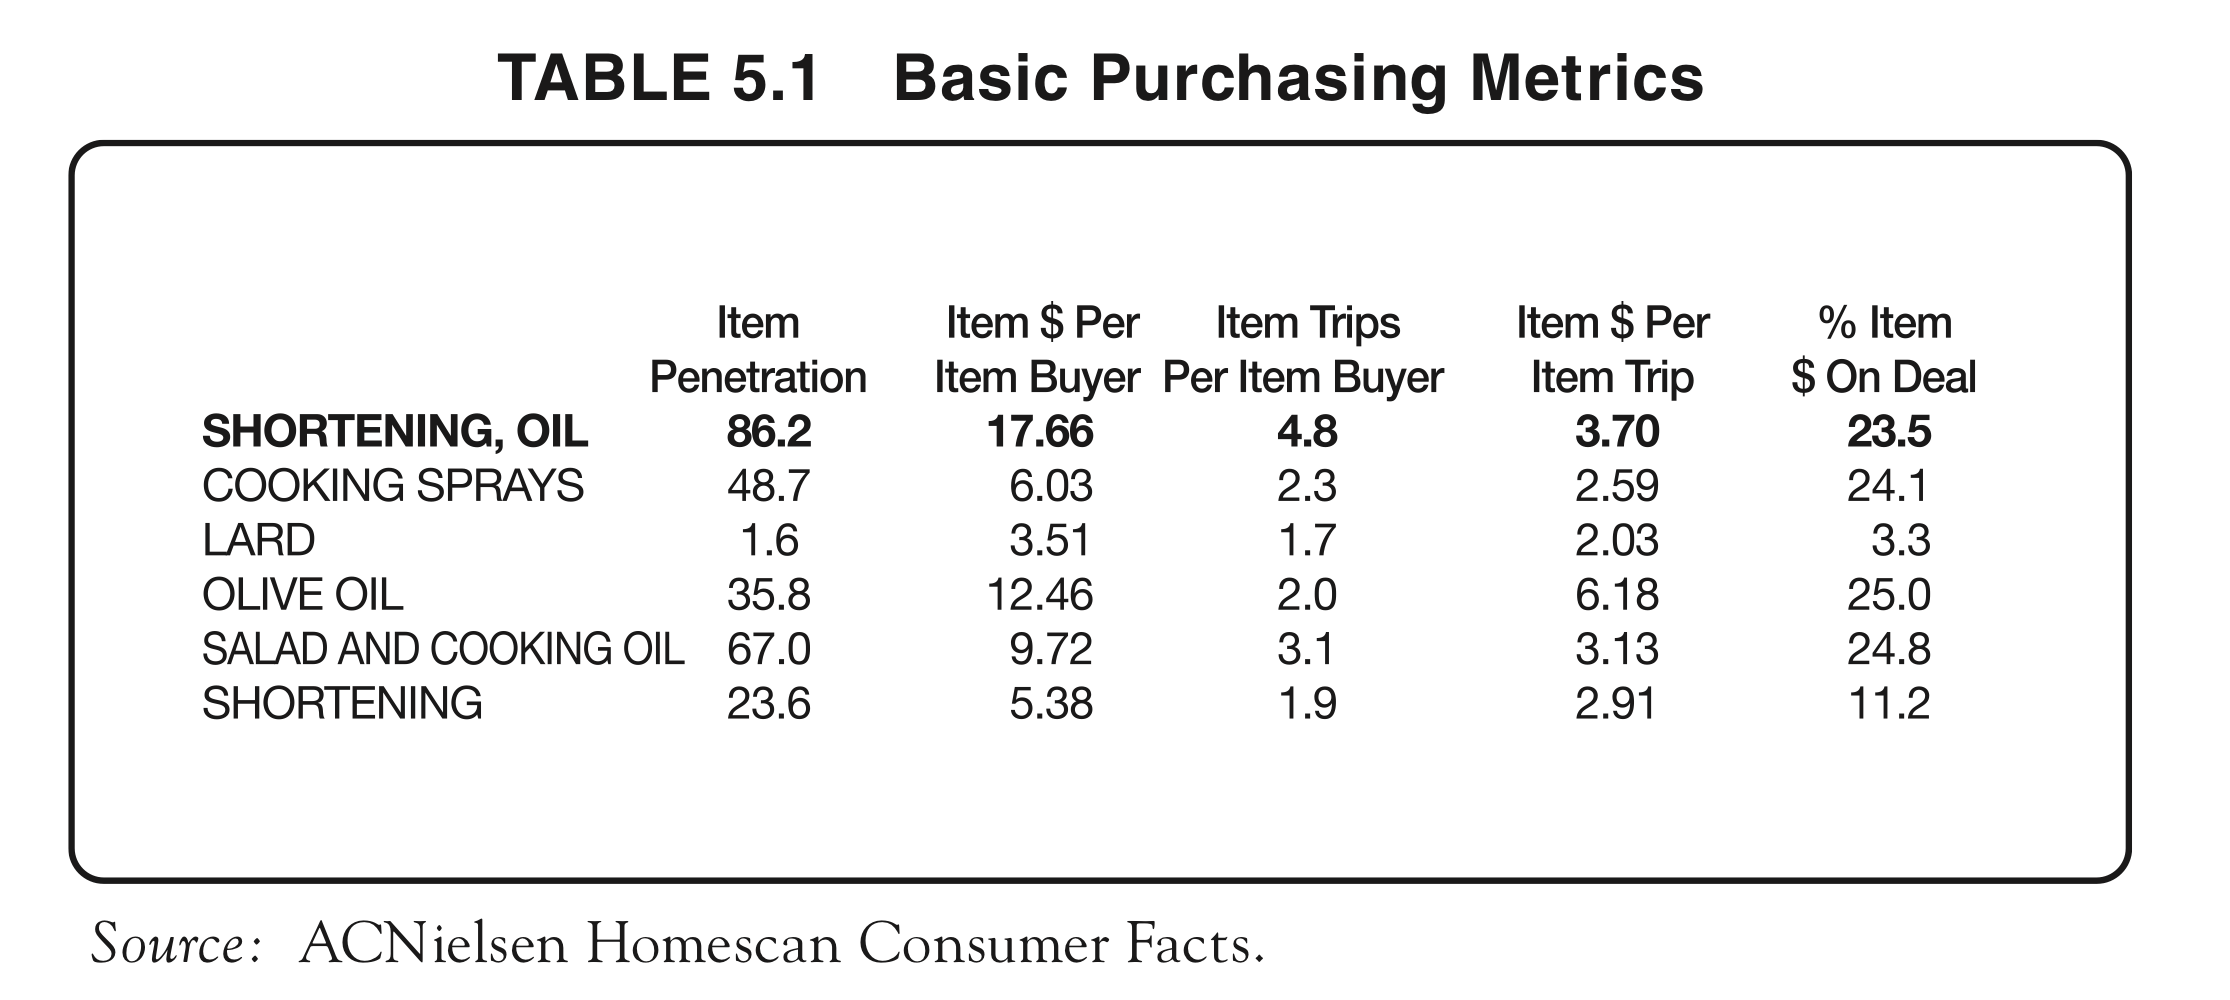 TABLE 5.1 Basic Purchasing Metrics
Item Item $ Per Item Trips Item $ Per % Item
Penetration Item Buyer Per Item Buyer Item Trip $ On Deal
SHORTENING, OIL 86.2 17.66 4.8 3.70 23.5
COOKING SPRAYS 48.7 6.03 2.3 2.59 24.1
LARD 1.6 3.51 1.7 2.03 3.3
OLIVE OIL 35.8 12.46 2.0 6.18 25.0
SALAD AND COOKING OIL 67.0 9.72 3.1 3.13 24.8
SHORTENING 23.6 5.38 1.9 2.91 11.2
Source: ACNielsen Homescan Consumer Facts.